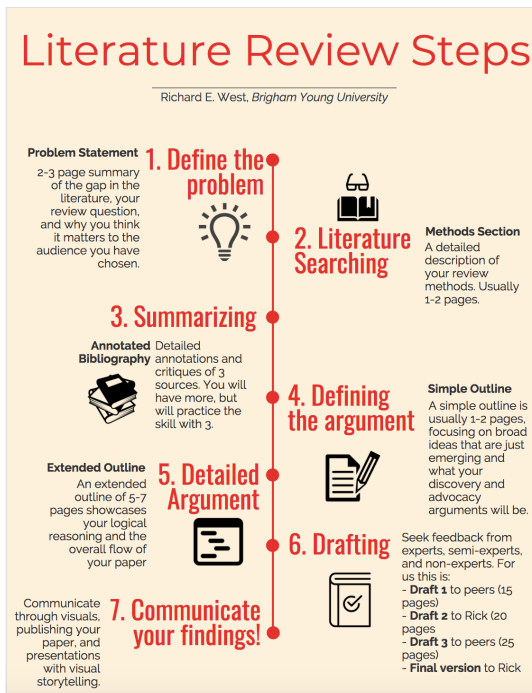 Literature Review Steps
Richard E. West, Brigham Young University
Problem Statement
2-3 page summary
of the gap in the
literature, your
review question,
and why you think
it matters to the
audience you have
chosen.
1. Define the
problem
2. Literature
Searching
Methods Section
A detailed
description of
your review
methods. Usually
1-2 pages.
3. Summarizing
Annotated
Bibliography
Detailed
annotations and
critiques of 3
sources. You will
have more, but
will practice the
skill with 3.
4. Defining
the argument
Simple Outline
A simple outline is
usually 1-2 pages,
focusing on broad
ideas that are just
emerging and
what your
discovery and
advocacy
arguments will be.
Extended Outline
An extended
outline of 5-7
pages showcases
your logical
reasoning and the
overall flow of
your paper
5. Detailed
Argument
6. Drafting
Seek feedback from
experts, semi-experts,
and non-experts. For
us this is:
- Draft 1 to peers (15
pages)
- Draft 2 to Rick (20
pages
- Draft 3 to peers (25
pages)
- Final version to Rick
Communicate
through visuals,
publishing your
paper, and
presentations
with visual
storytelling.
7. Communicate
your findings!